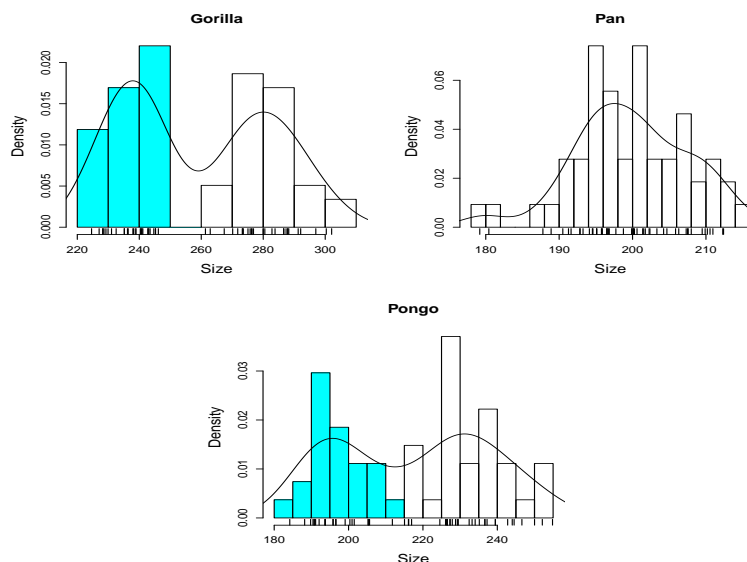 Gorilla
Density
0.000 0.005 0.010 0.015 0.020
220 240 260 280 300
Size
Pan
Density
0.00 0.02 0.04 0.06
180 190 200 210
Size
Pongo
Density
0.00 0.01 0.02 0.03
180 200 220 240
Size